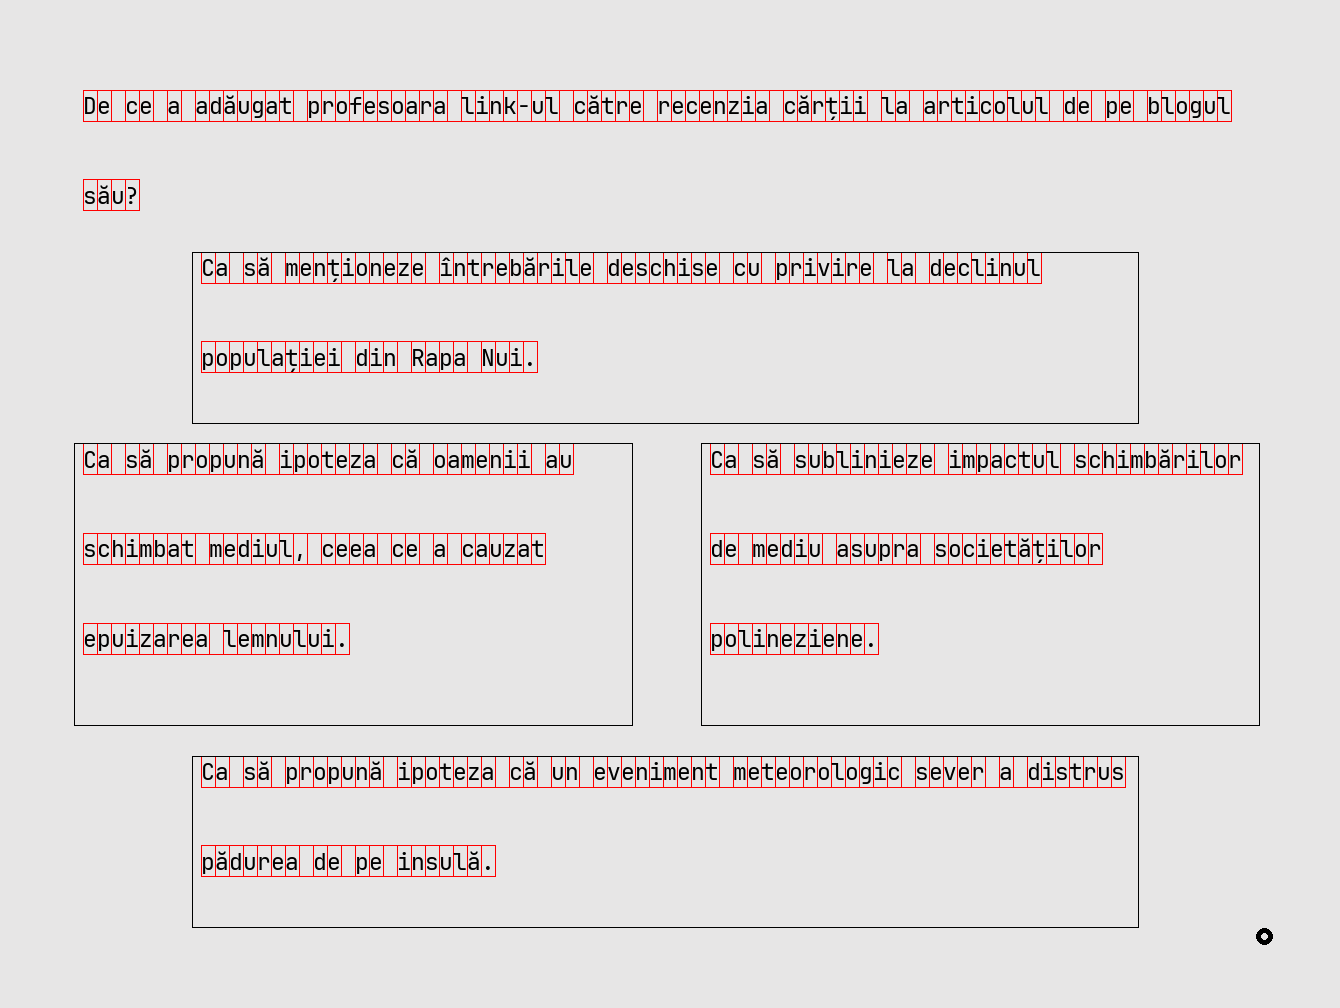 De ce a adăugat profesoara link-ul către recenzia cărții la articolul de pe blogul
său?
Ca să menționeze întrebările deschise cu privire la declinul
populației din Rapa Nui.
Ca să propună ipoteza că oamenii au
schimbat mediul, ceea ce a cauzat
epuizarea lemnului.
Ca să sublinieze impactul schimbărilor
de mediu asupra societăților
polineziene.
Ca să propună ipoteza că un eveniment meteorologic sever a distrus
pădurea de pe insulă.